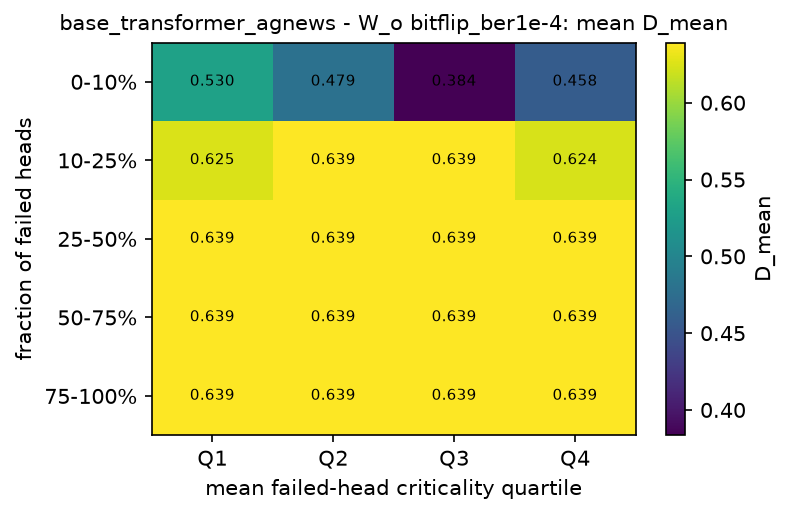 base_transformer_agnews - W_o bitflip_ber1e-4: mean D_mean
fraction of failed heads
0-10% 0.530 0.479 0.384 0.458
10-25% 0.625 0.639 0.639 0.624
25-50% 0.639 0.639 0.639 0.639
50-75% 0.639 0.639 0.639 0.639
75-100% 0.639 0.639 0.639 0.639
Q1 Q2 Q3 Q4
mean failed-head criticality quartile
0.60
0.55
0.50
0.45
0.40
D_mean